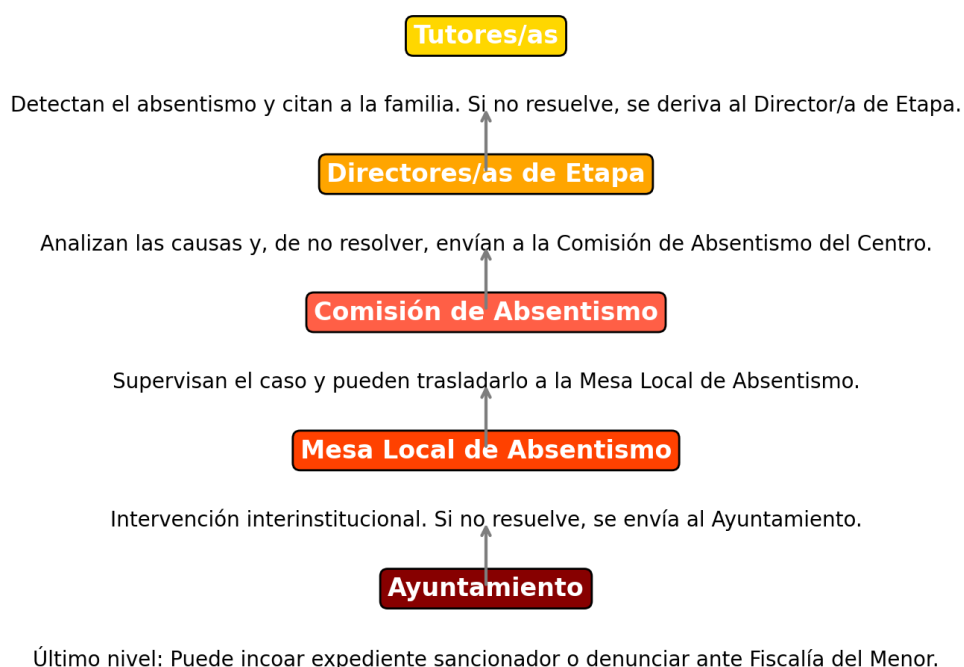 Tutores/as
Detectan el absentismo y citan a la familia. Si no resuelve, se deriva al Director/a de Etapa.
Directores/as de Etapa
Analizan las causas y, de no resolver, envían a la Comisión de Absentismo del Centro.
Comisión de Absentismo
Supervisan el caso y pueden trasladarlo a la Mesa Local de Absentismo.
Mesa Local de Absentismo
Intervención interinstitucional. Si no resuelve, se envía al Ayuntamiento.
Ayuntamiento
Último nivel: Puede incoar expediente sancionador o denunciar ante Fiscalía del Menor.